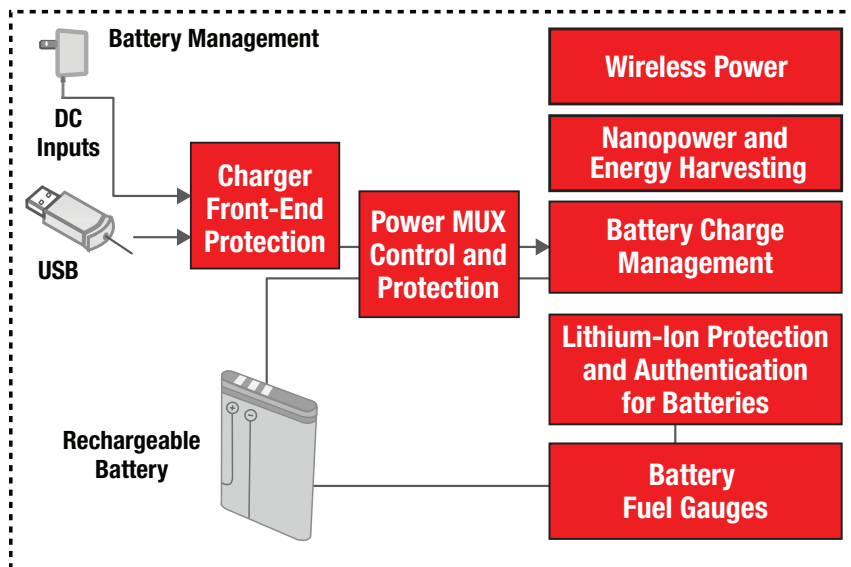 Battery Management
DC
Inputs
USB
Charger
Front-End
Protection
Power MUX
Control and
Protection
Wireless Power
Nanopower and
Energy Harvesting
Battery Charge
Management
Lithium-Ion Protection
and Authentication
for Batteries
Rechargeable
Battery
+
−
Battery
Fuel Gauges